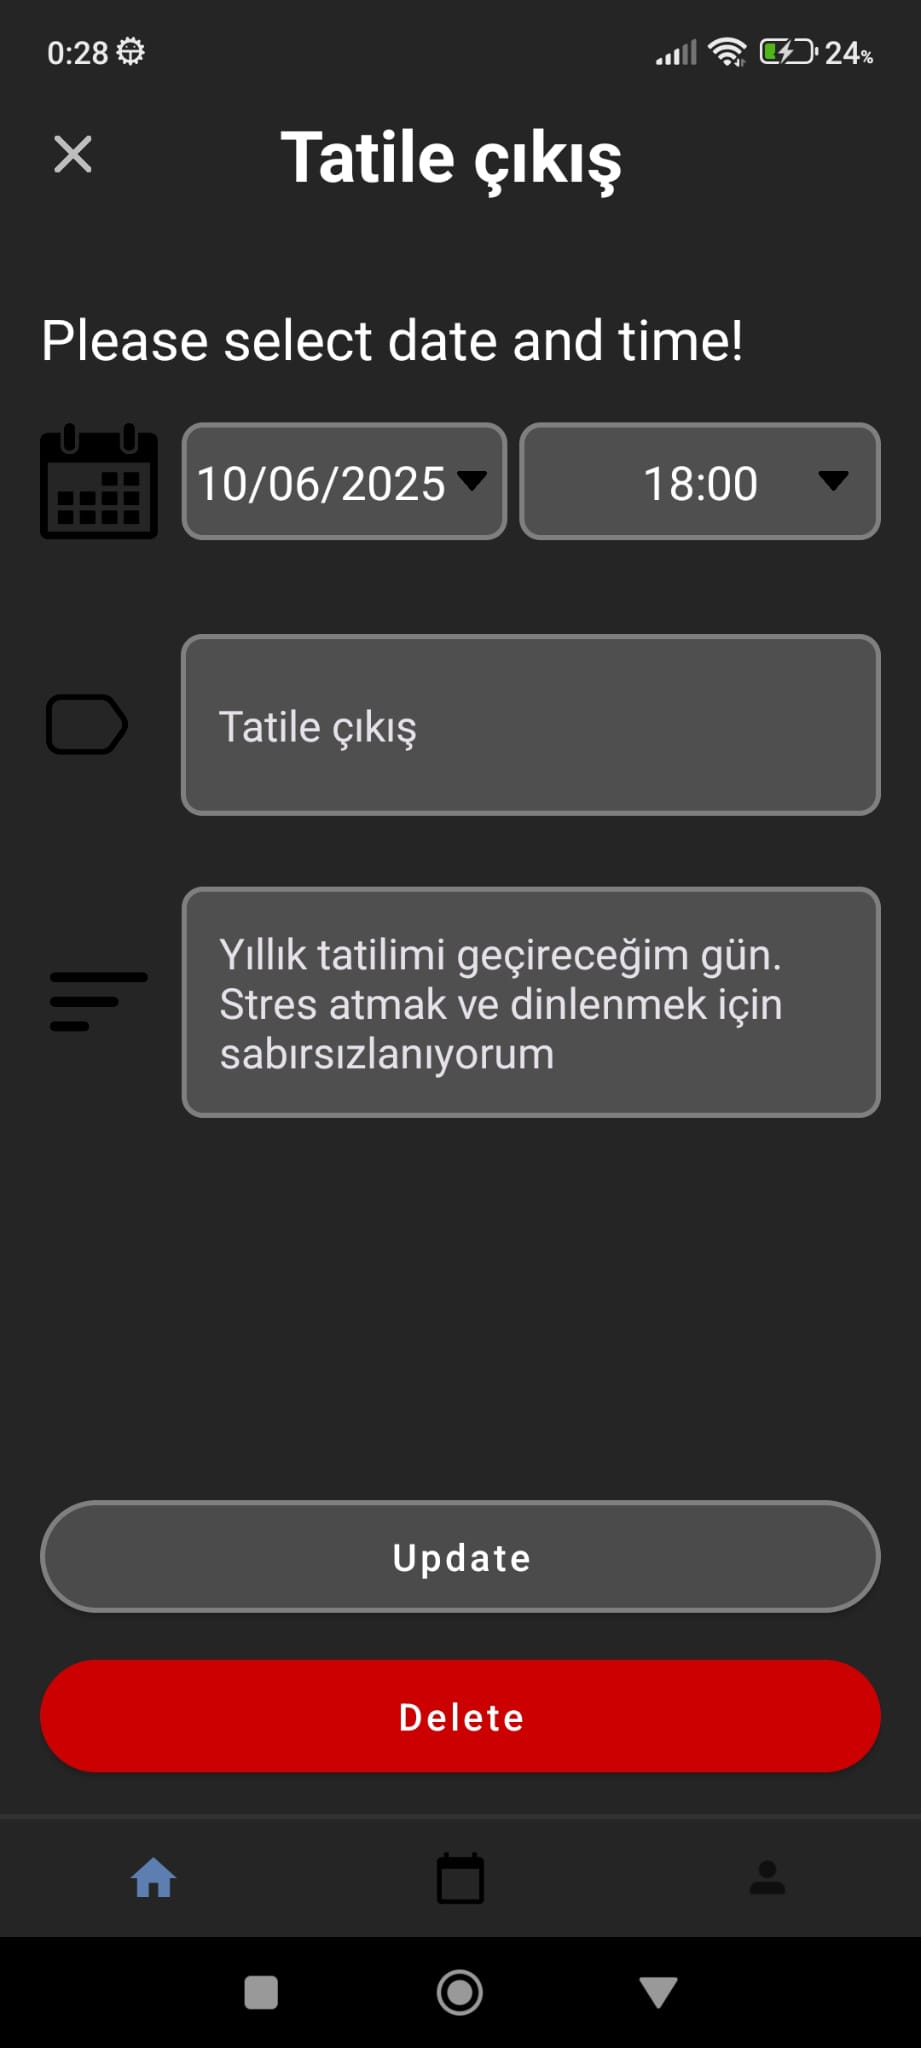 0:28
24%
Tatile çıkış
Please select date and time!
10/06/2025 18:00
Tatile çıkış
Yıllık tatilimi geçireceğim gün.
Stres atmak ve dinlenmek için
sabırsızlanıyorum
Update
Delete